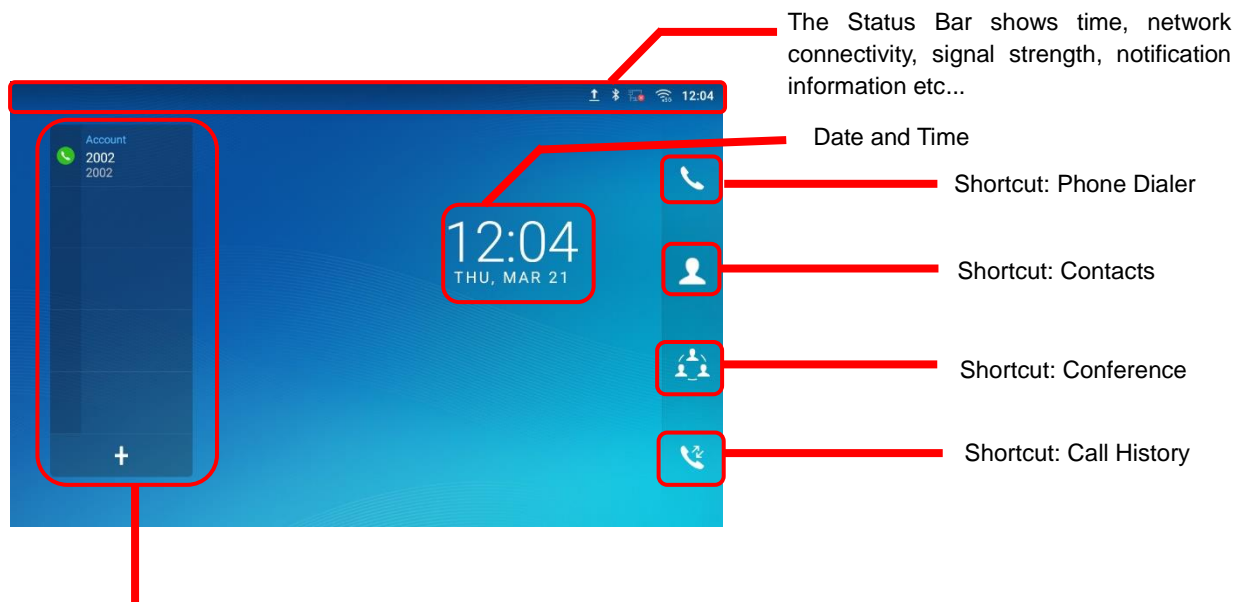 The Status Bar shows time, network
connectivity, signal strength, notification
information etc...
12:04
Date and Time
Account
2002
2002
Shortcut: Phone Dialer
12:04
THU, MAR 21
Shortcut: Contacts
Shortcut: Conference
Shortcut: Call History